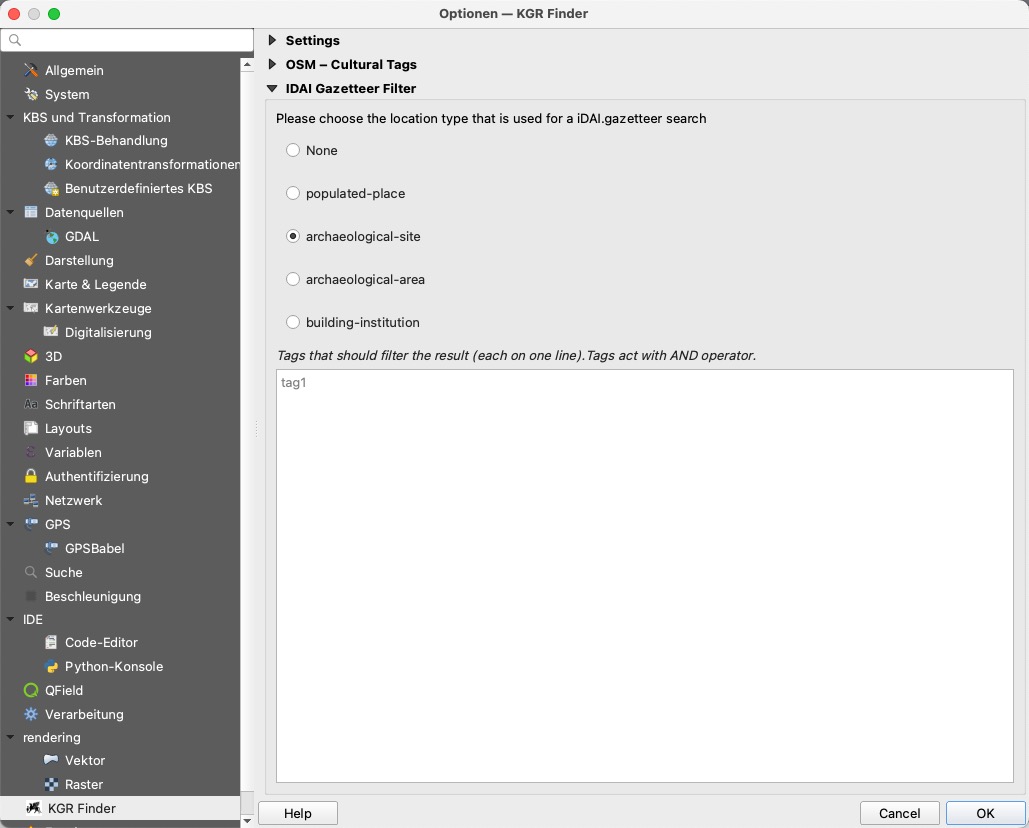 Optionen — KGR Finder
Allgemein
System
KBS und Transformation
KBS-Behandlung
Koordinatentransformationen
Benutzerdefiniertes KBS
Datenquellen
GDAL
Darstellung
Karte & Legende
Kartenwerkzeuge
Digitalisierung
3D
Farben
Schriftarten
Layouts
Variablen
Authentifizierung
Netzwerk
GPS
GPSBabel
Suche
Beschleunigung
IDE
Code-Editor
Python-Konsole
QField
Verarbeitung
rendering
Vektor
Raster
KGR Finder
Settings
OSM – Cultural Tags
IDAI Gazetteer Filter
Please choose the location type that is used for a iDAI.gazetteer search
None
populated-place
archaeological-site
archaeological-area
building-institution
Tags that should filter the result (each on one line).Tags act with AND operator.
tag1
Help
Cancel
OK